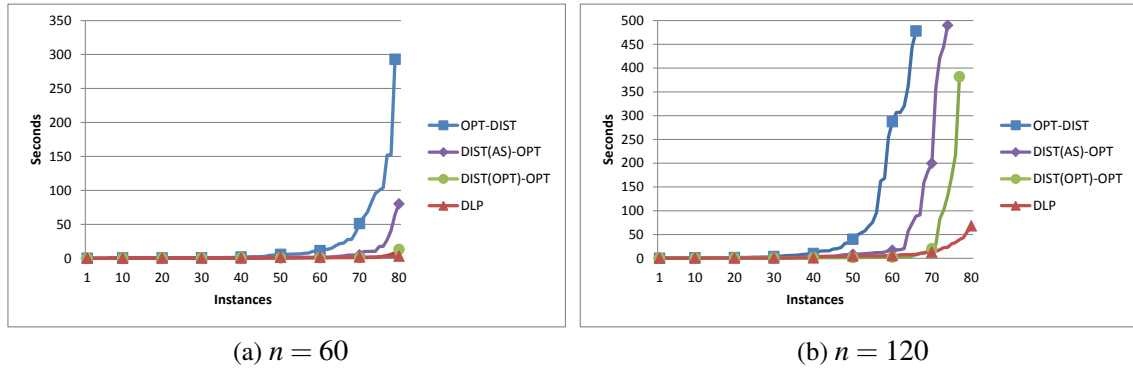 350
300
250
200
150
100
50
0
Seconds
1 10 20 30 40 50 60 70 80
Instances
OPT-DIST
DIST(AS)-OPT
DIST(OPT)-OPT
DLP
(a) n = 60
500
450
400
350
300
250
200
150
100
50
0
Seconds
1 10 20 30 40 50 60 70 80
Instances
OPT-DIST
DIST(AS)-OPT
DIST(OPT)-OPT
DLP
(b) n = 120